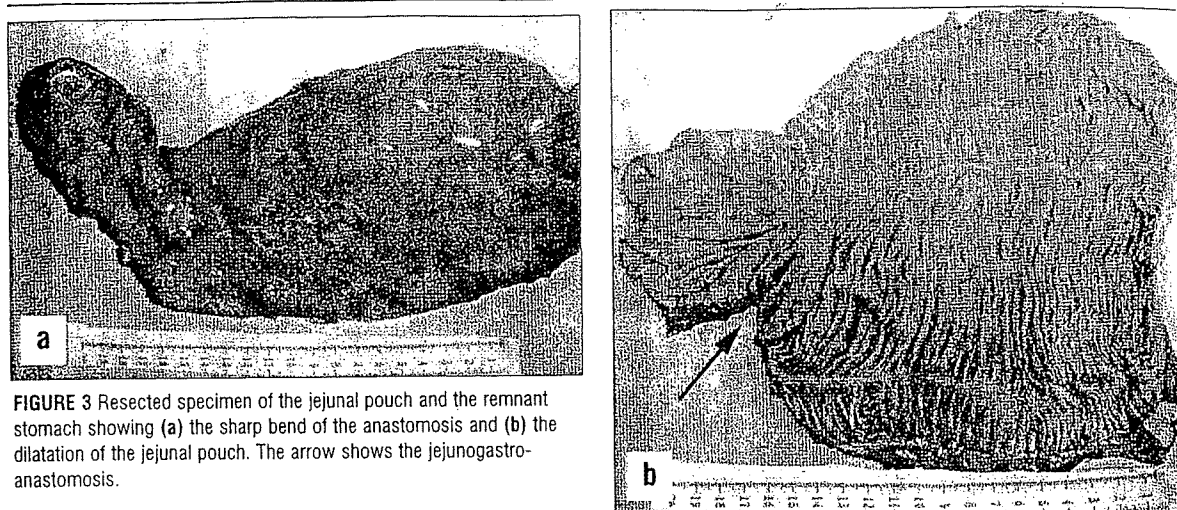 a
FIGURE 3 Resected specimen of the jejunal pouch and the remnant
stomach showing (a) the sharp bend of the anastomosis and (b) the
dilatation of the jejunal pouch. The arrow shows the jejunogastro-
anastomosis.
b